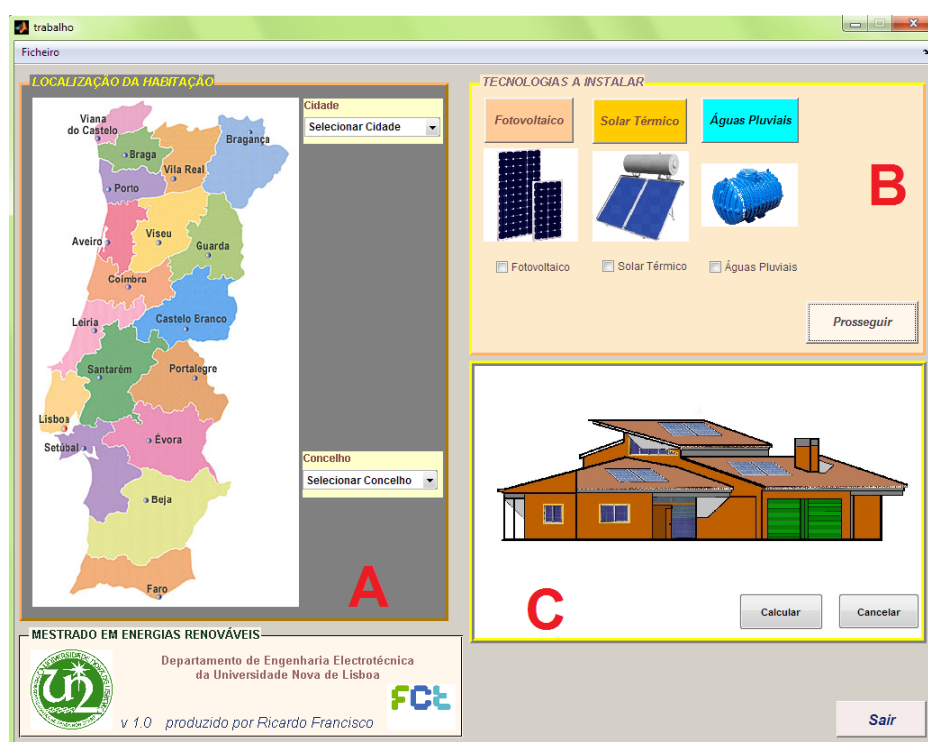 trabalho
Ficheiro
LOCALIZAÇÃO DA HABITAÇÃO
Viana
do Castelo
Bragança
Braga
Vila Real
Porto
Aveiro
Viseu
Guarda
Coimbra
Leiria
Castelo Branco
Santarém
Portalegre
Lisboa
Setúbal
Évora
Beja
Faro
Cidade
Selecionar Cidade
Concelho
Selecionar Concelho
A
TECNOLOGIAS A INSTALAR
Fotovoltaico
Solar Térmico
Águas Pluviais
B
Fotovoltaico
Solar Térmico
Águas Pluviais
Prosseguir
C
Calcular
Cancelar
MESTRADO EM ENERGIAS RENOVÁVEIS
Departamento de Engenharia Electrotécnica
da Universidade Nova de Lisboa
FCt
v 1.0 produzido por Ricardo Francisco
Sair